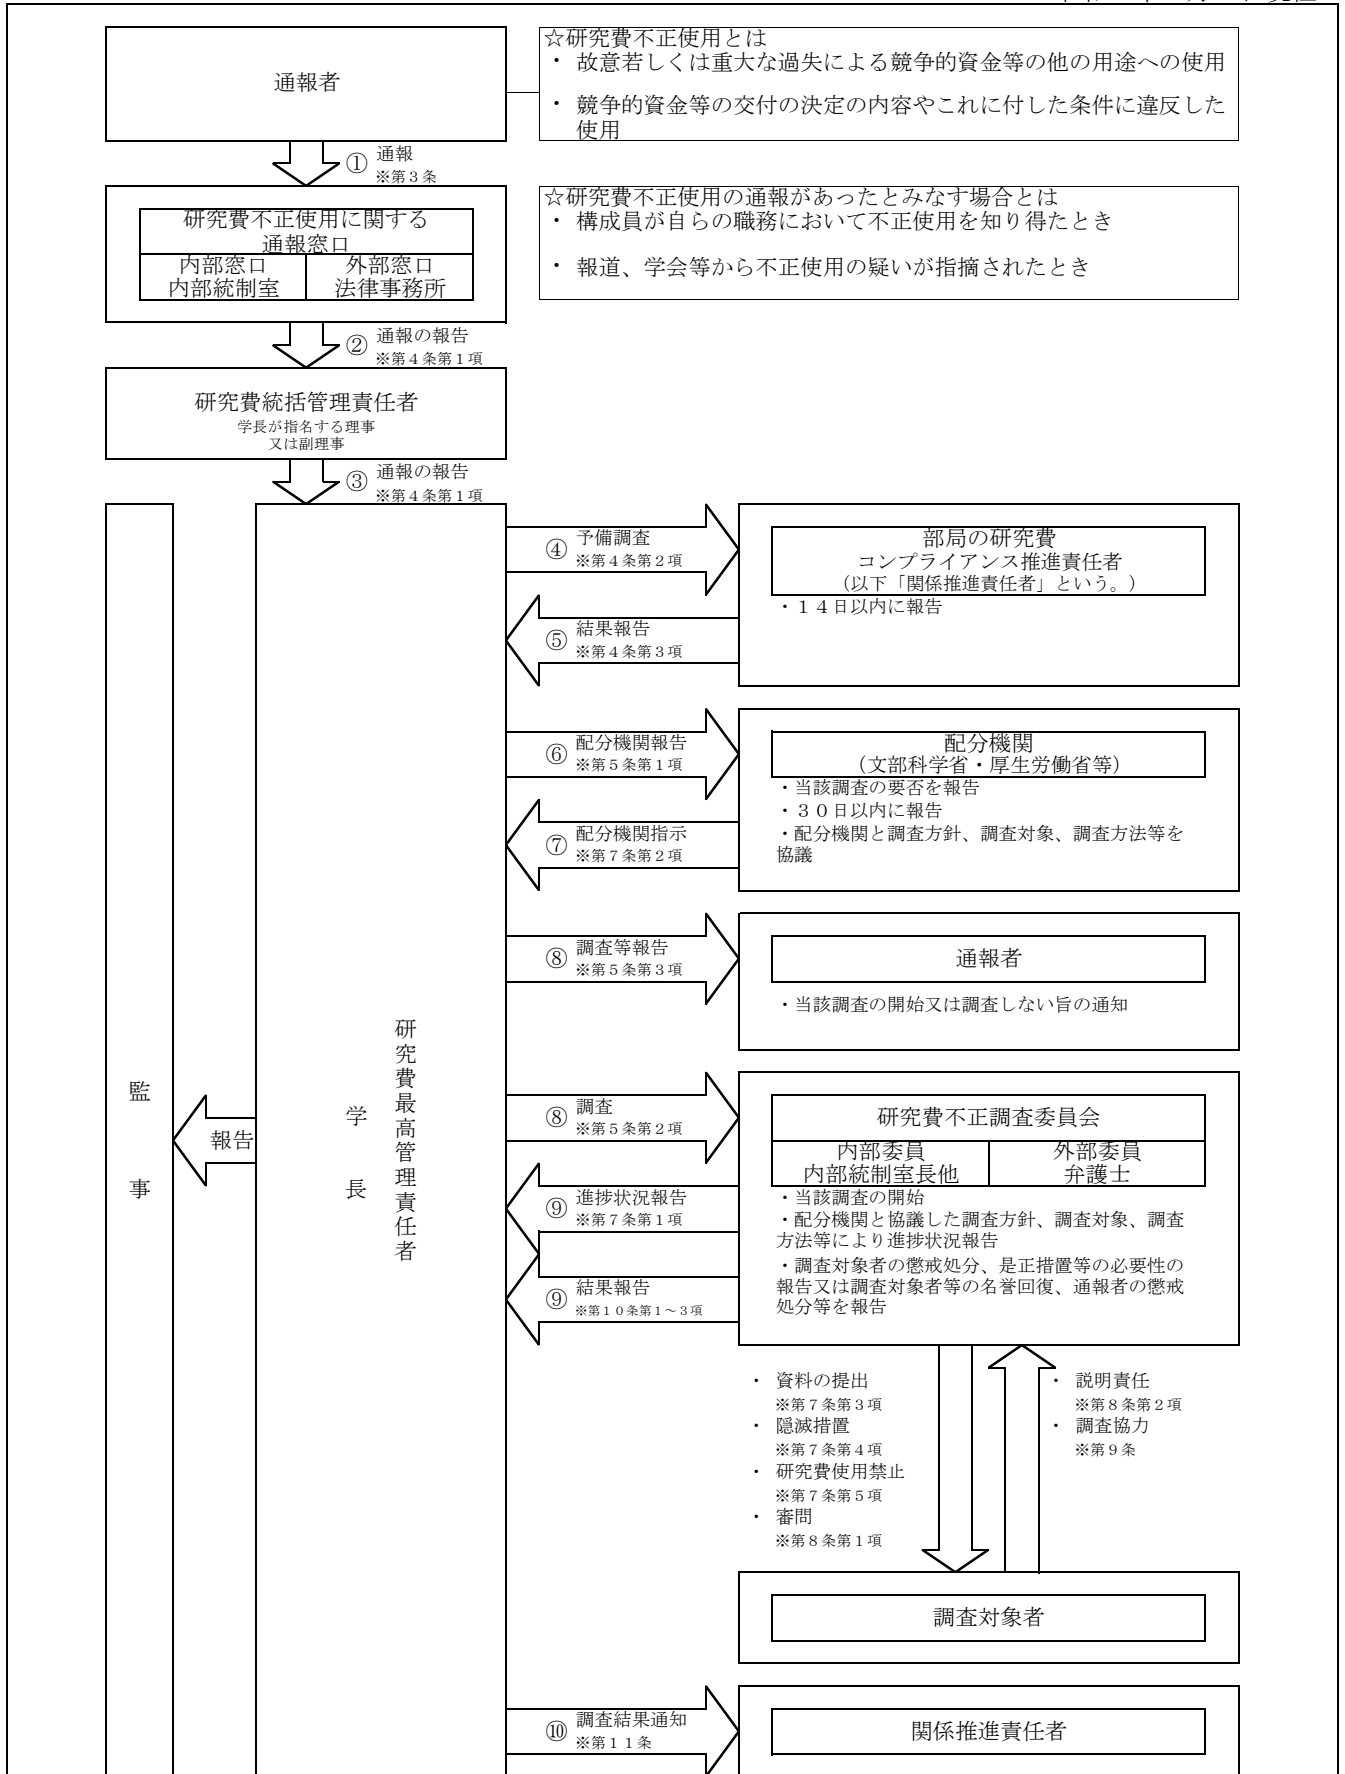 通報者
☆研究費不正使用とは
・ 故意若しくは重大な過失による競争的資金等の他の用途への使用
・ 競争的資金等の交付の決定の内容やこれに付した条件に違反した
使用
① 通報
※第３条
研究費不正使用に関する
通報窓口
内部窓口
内部統制室
外部窓口
法律事務所
☆研究費不正使用の通報があったとみなす場合とは
・ 構成員が自らの職務において不正使用を知り得たとき
・ 報道、学会等から不正使用の疑いが指摘されたとき
② 通報の報告
※第４条第１項
研究費統括管理責任者
学長が指名する理事
又は副理事
③ 通報の報告
※第４条第１項
監事
報告
学長
研究費最高管理責任者
④ 予備調査
※第４条第２項
部局の研究費
コンプライアンス推進責任者
（以下「関係推進責任者」という。）
・１４日以内に報告
⑤ 結果報告
※第４条第３項
⑥ 配分機関報告
※第５条第１項
配分機関
（文部科学省・厚生労働省等）
・当該調査の要否を報告
・３０日以内に報告
・配分機関と調査方針、調査対象、調査方法等を
協議
⑦ 配分機関指示
※第７条第２項
⑧ 調査等報告
※第５条第３項
通報者
・当該調査の開始又は調査しない旨の通知
⑧ 調査
※第５条第２項
研究費不正調査委員会
内部委員
内部統制室長他
外部委員
弁護士
・当該調査の開始
・配分機関と協議した調査方針、調査対象、調査
方法等により進捗状況報告
・調査対象者の懲戒処分、是正措置等の必要性の
報告又は調査対象者等の名誉回復、通報者の懲戒
処分等を報告
⑨ 進捗状況報告
※第７条第１項
⑨ 結果報告
※第１０条第１～３項
・ 資料の提出
※第７条第３項
・ 隠滅措置
※第７条第４項
・ 研究費使用禁止
※第７条第５項
・ 審問
※第８条第１項
・ 説明責任
※第８条第２項
・ 調査協力
※第９条
調査対象者
⑩ 調査結果通知
※第１１条
関係推進責任者